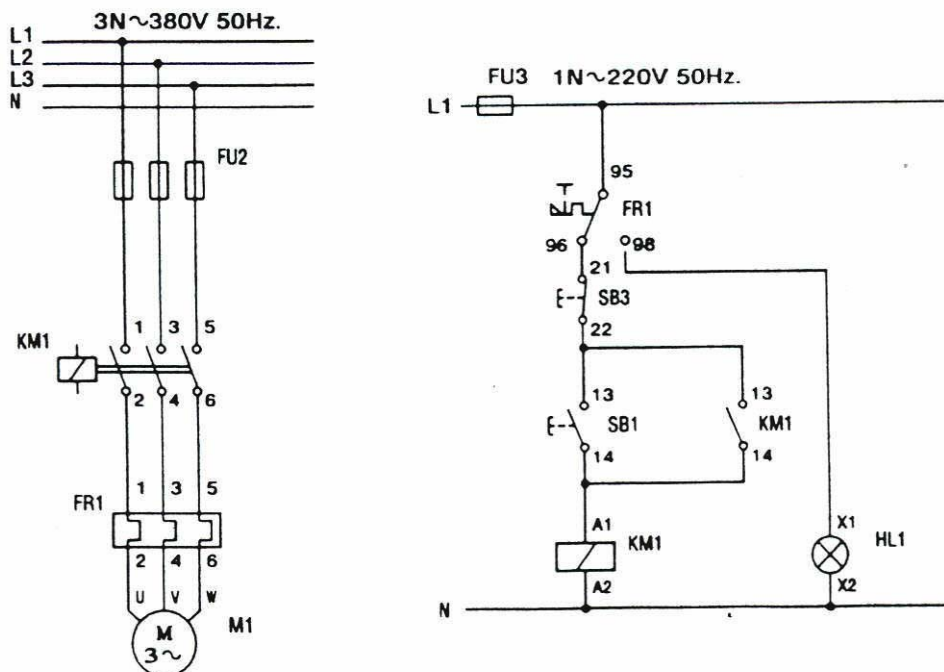 3N～380V 50Hz.
L1
L2
L3
N
FU2
KM1
1 3 5
2 4 6
FR1
1 3 5
2 4 6
U V W
M
3～
M1
FU3 1N～220V 50Hz.
L1
95
FR1
96 98
21
SB3
22
13 13
SB1 KM1
14 14
A1 X1
KM1 HL1
A2 X2
N